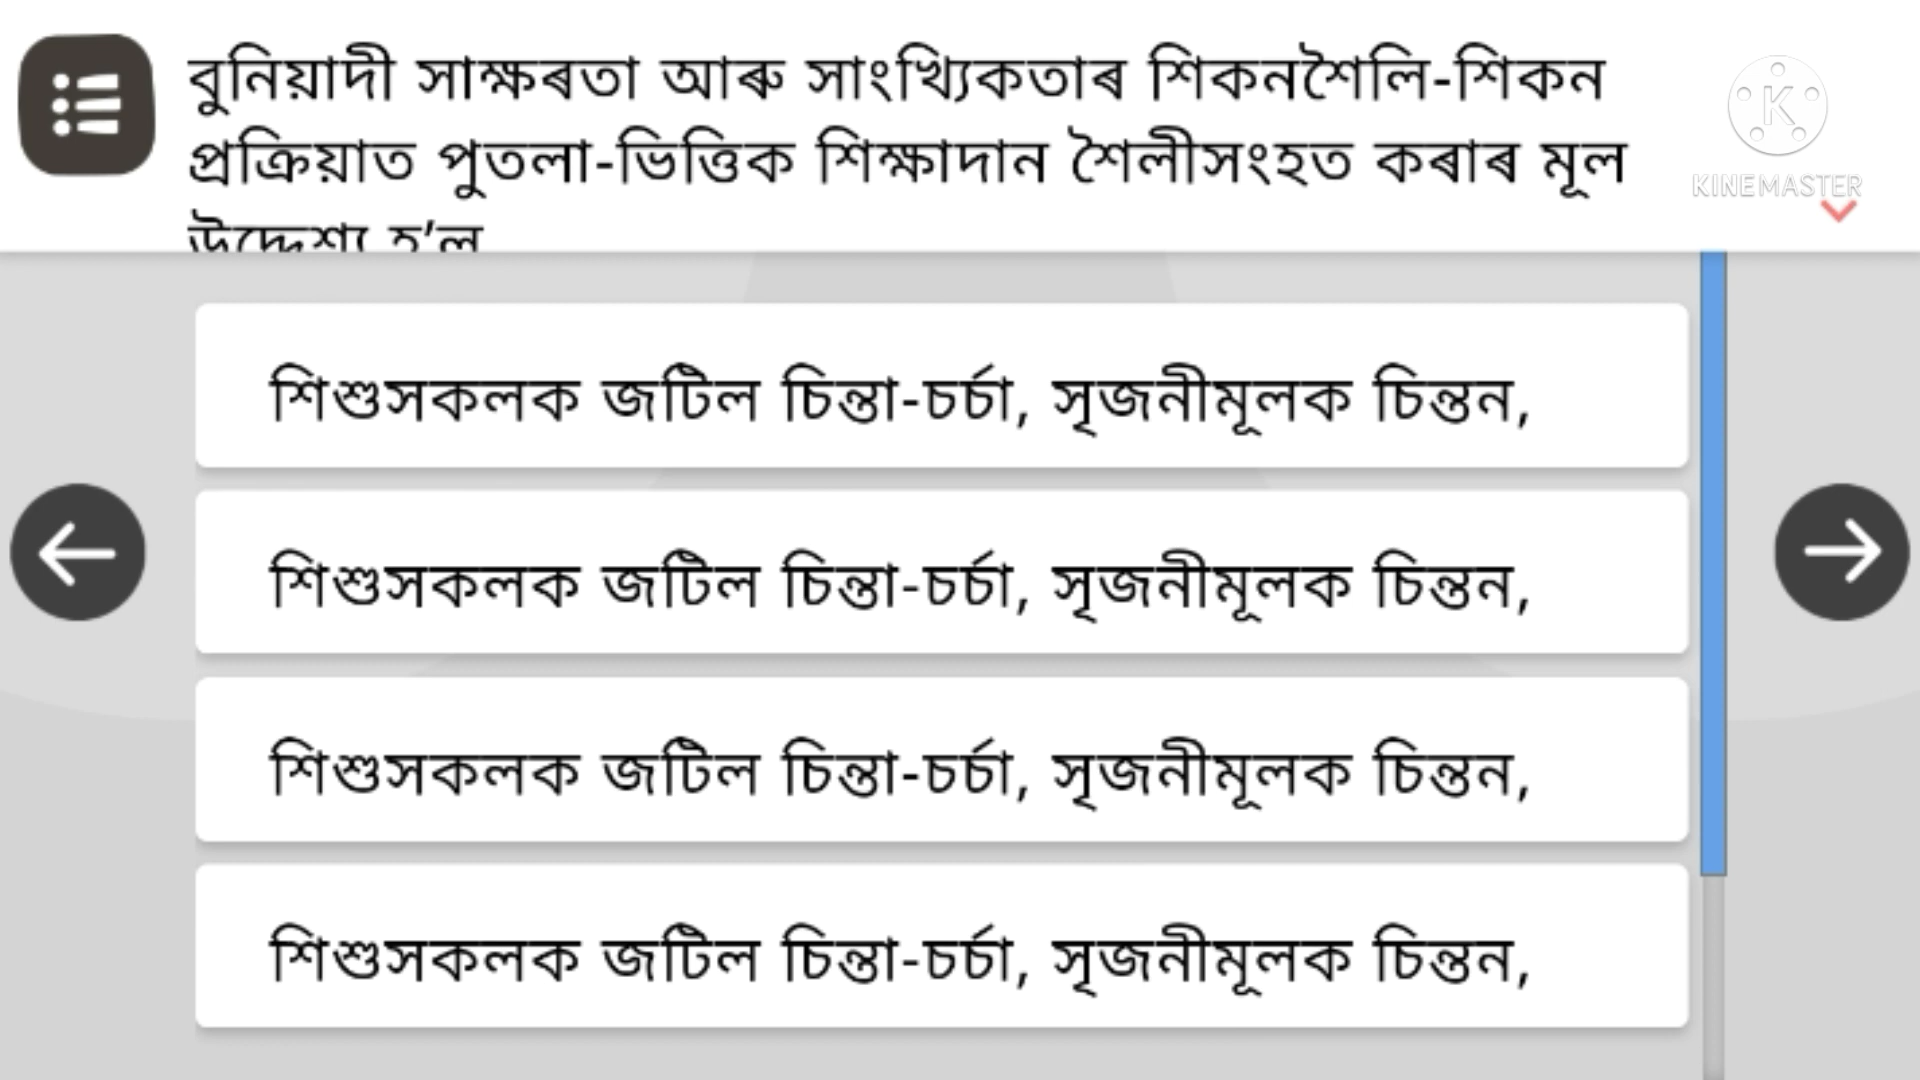 বুনিয়াদী সাক্ষৰতা আৰু সাংখ্যিকতাৰ শিকনশৈলি-শিকন
প্ৰক্ৰিয়াত পুতলা-ভিত্তিক শিক্ষাদান শৈলীসংহত কৰাৰ মূল
উদ্দেশ্য হ’ল
KINEMASTER
শিশুসকলক জটিল চিন্তা-চৰ্চা, সৃজনীমূলক চিন্তন,
শিশুসকলক জটিল চিন্তা-চৰ্চা, সৃজনীমূলক চিন্তন,
শিশুসকলক জটিল চিন্তা-চৰ্চা, সৃজনীমূলক চিন্তন,
শিশুসকলক জটিল চিন্তা-চৰ্চা, সৃজনীমূলক চিন্তন,